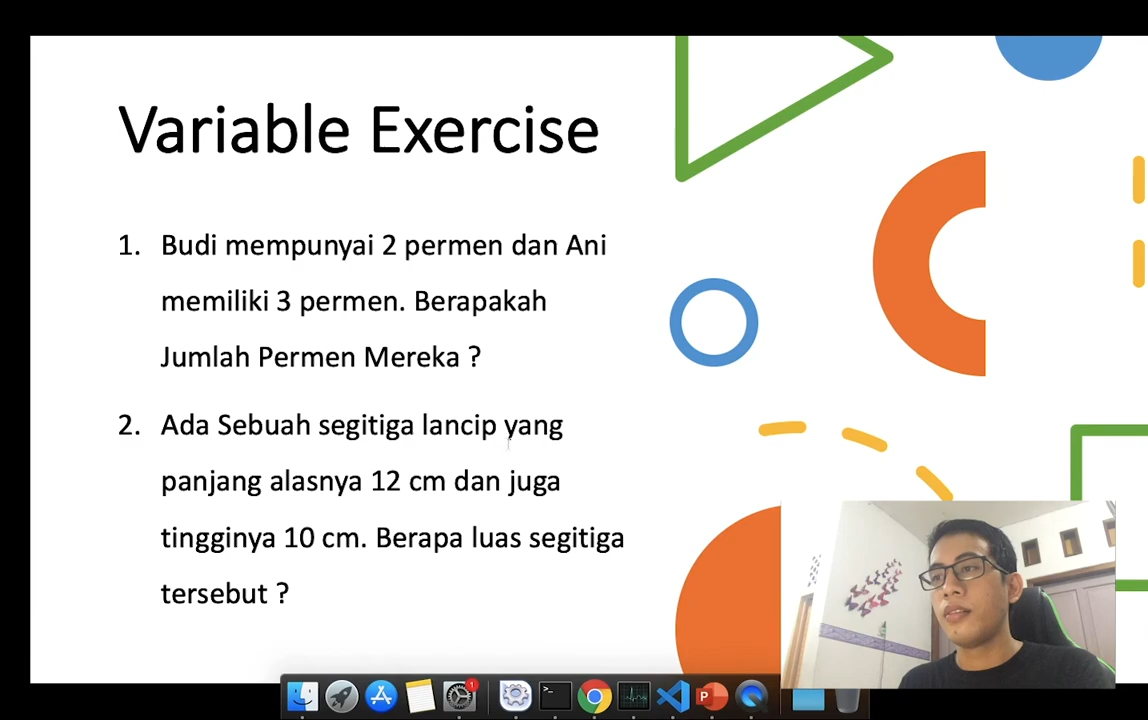 Variable Exercise
1. Budi mempunyai 2 permen dan Ani
memiliki 3 permen. Berapakah
Jumlah Permen Mereka ?
2. Ada Sebuah segitiga lancip yang
panjang alasnya 12 cm dan juga
tingginya 10 cm. Berapa luas segitiga
tersebut ?
1